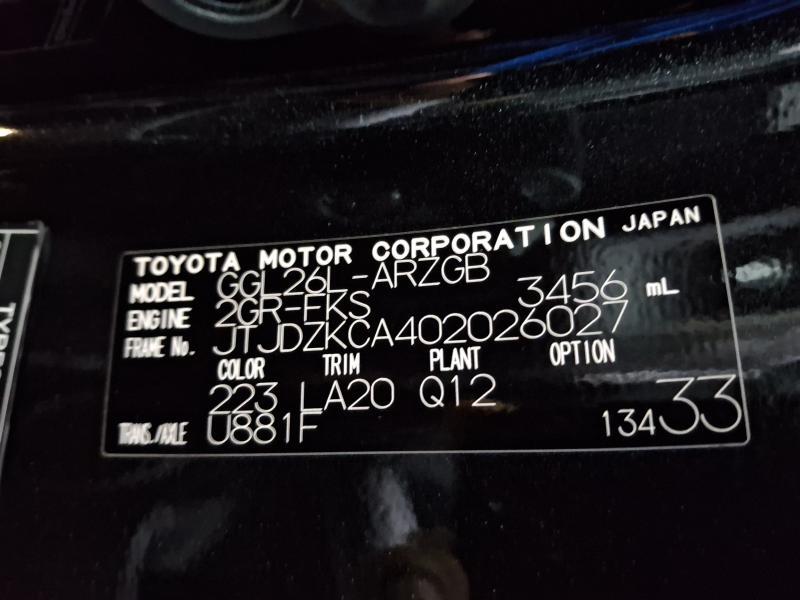 TOYOTA MOTOR CORPORATION JAPAN
MODEL GGL26L-ARZGB
ENGINE 2GR-FKS 3456 mL
FRAME No. JTJDZKCA402026027
COLOR TRIM PLANT OPTION
223 LA20 Q12
TRANS./AXLE U881F 13433